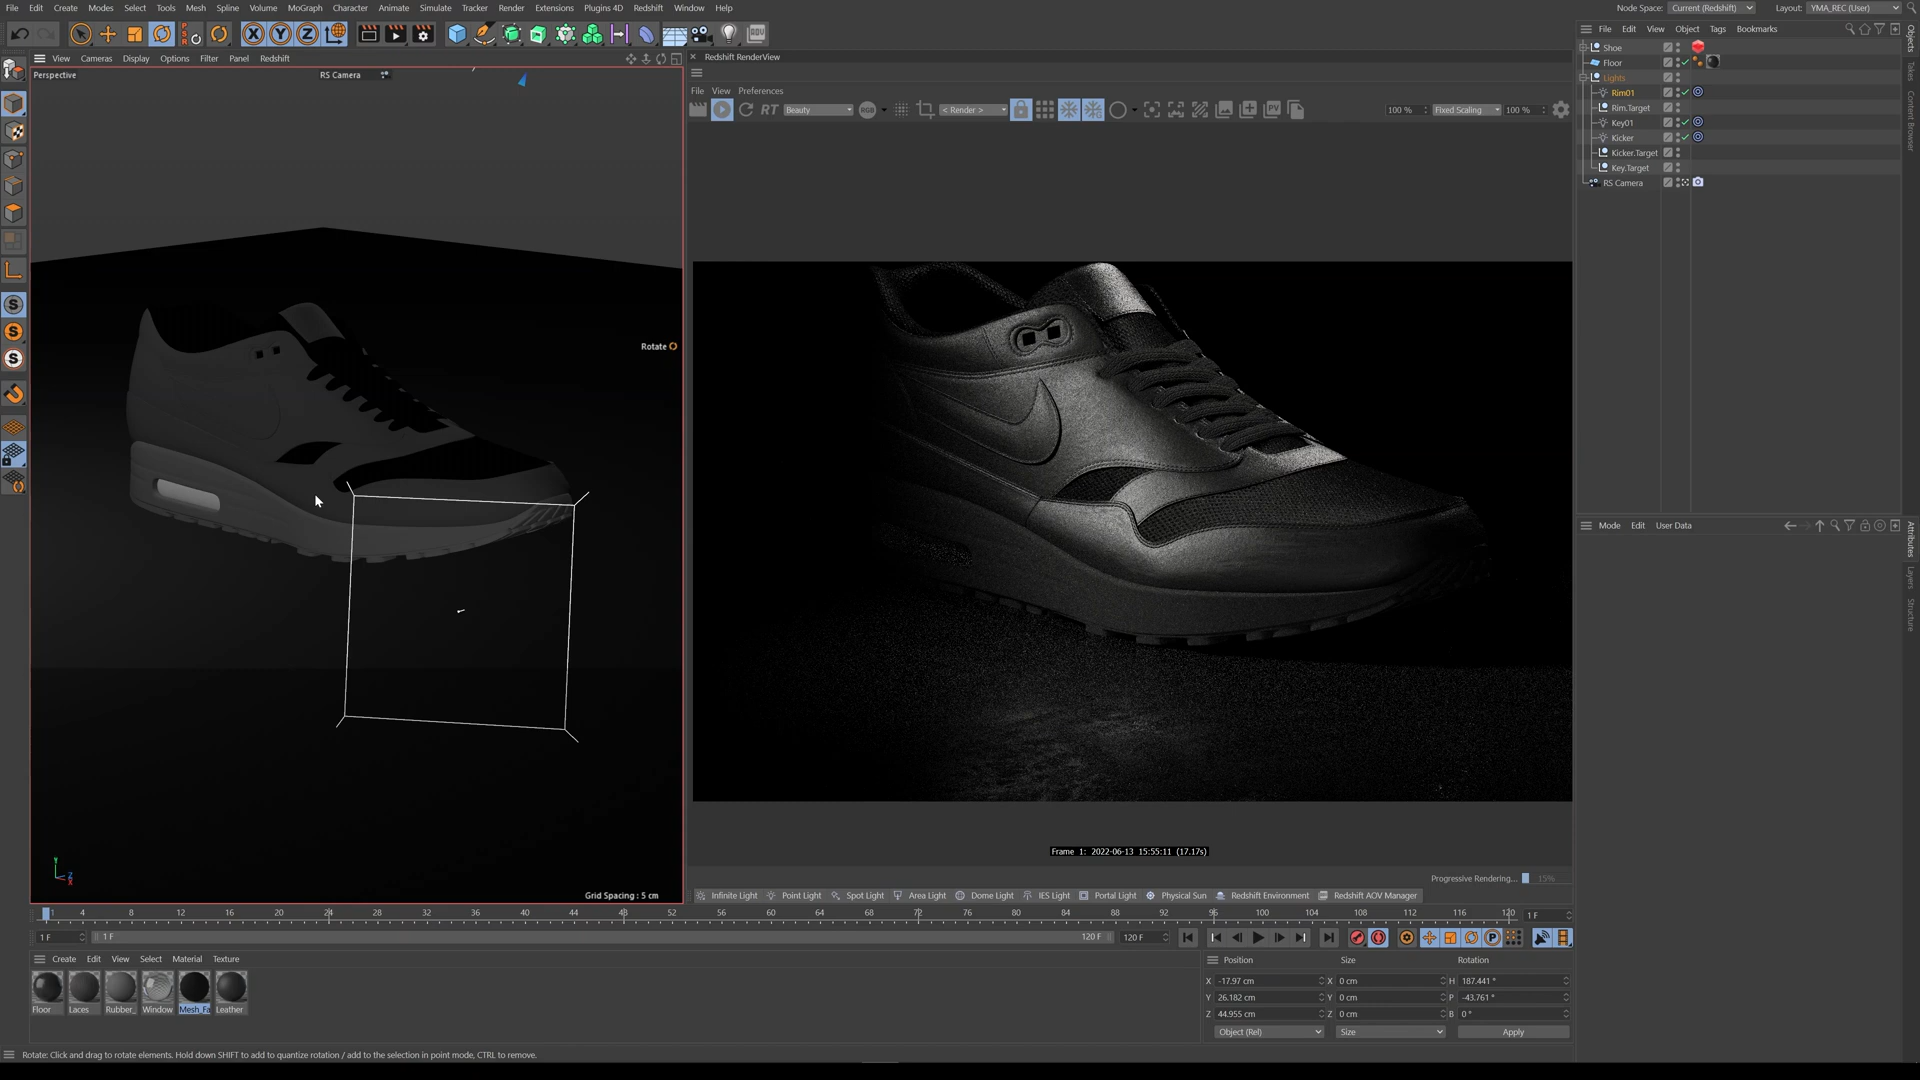 File Edit Create Modes Select Tools Mesh Spline Volume MoGraph Character Animate Simulate Tracker Render Extensions Plugins 4D Redshift Window Help
Node Space: Current (Redshift) Layout: YMA_REC (User)
View Cameras Display Options Filter Panel Redshift
Perspective
RS Camera
Rotate
Grid Spacing : 5 cm
Redshift RenderView
File View Preferences
RT Beauty RGB < Render > PV 100 % Fixed Scaling 100 %
Frame 1: 2022-06-13 15:55:11 (17.17s)
Progressive Rendering... 15%
Infinite Light Point Light Spot Light Area Light Dome Light IES Light Portal Light Physical Sun Redshift Environment Redshift AOV Manager
File Edit View Object Tags Bookmarks
Shoe
Floor
Lights
Rim01
Rim.Target
Key01
Kicker
Kicker.Target
Key.Target
RS Camera
Objects
Takes
Content Browser
Mode Edit User Data
Attributes
Layers
Structure
1 4 8 12 16 20 24 28 32 36 40 44 48 52 56 60 64 68 72 76 80 84 88 92 96 100 104 108 112 116 120 1 F
1 F 1 F 120 F 120 F
Create Edit View Select Material Texture
Floor Laces Rubber_ Window Mesh_Fa Leather
Position Size Rotation
X -17.97 cm X 0 cm H 187.441 °
Y 26.182 cm Y 0 cm P -43.761 °
Z 44.955 cm Z 0 cm B 0 °
Object (Rel) Size Apply
Rotate: Click and drag to rotate elements. Hold down SHIFT to add to quantize rotation / add to the selection in point mode, CTRL to remove.